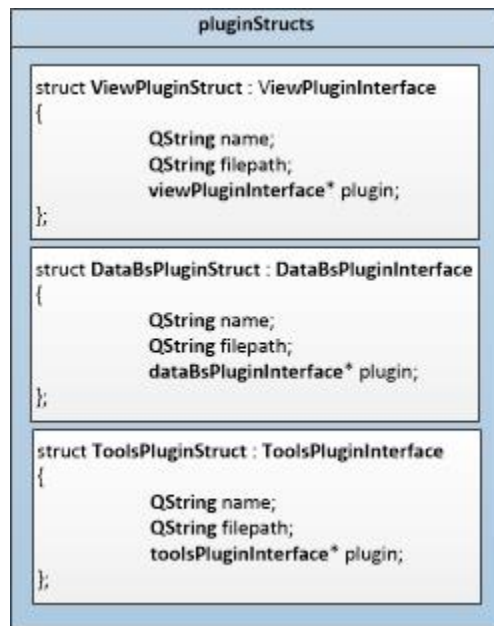 pluginStructs
struct ViewPluginStruct : ViewPluginInterface
{
QString name;
QString filepath;
viewPluginInterface* plugin;
};
struct DataBsPluginStruct : DataBsPluginInterface
{
QString name;
QString filepath;
dataBsPluginInterface* plugin;
};
struct ToolsPluginStruct : ToolsPluginInterface
{
QString name;
QString filepath;
toolsPluginInterface* plugin;
};